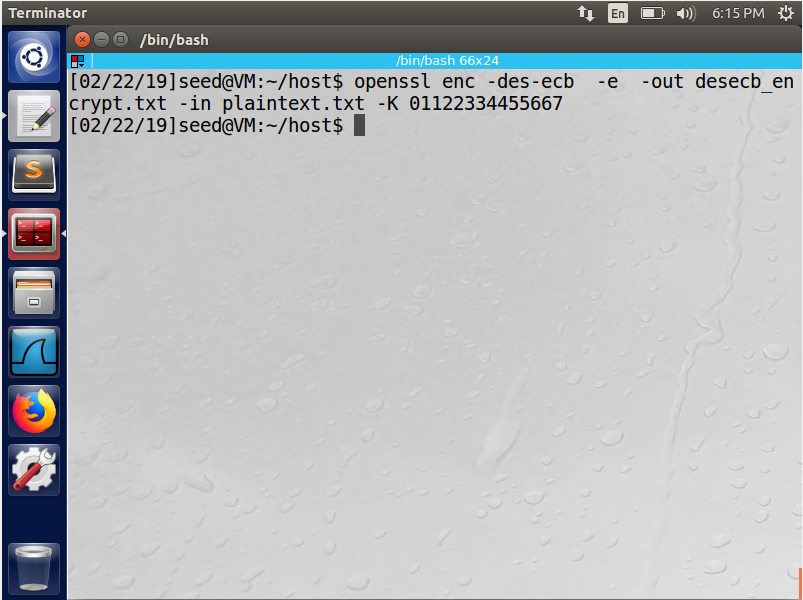 Terminator
En
6:15 PM
/bin/bash
/bin/bash 66x24
[02/22/19]seed@VM:~/host$ openssl enc -des-ecb  -e  -out desecb_en
crypt.txt -in plaintext.txt -K 01122334455667
[02/22/19]seed@VM:~/host$